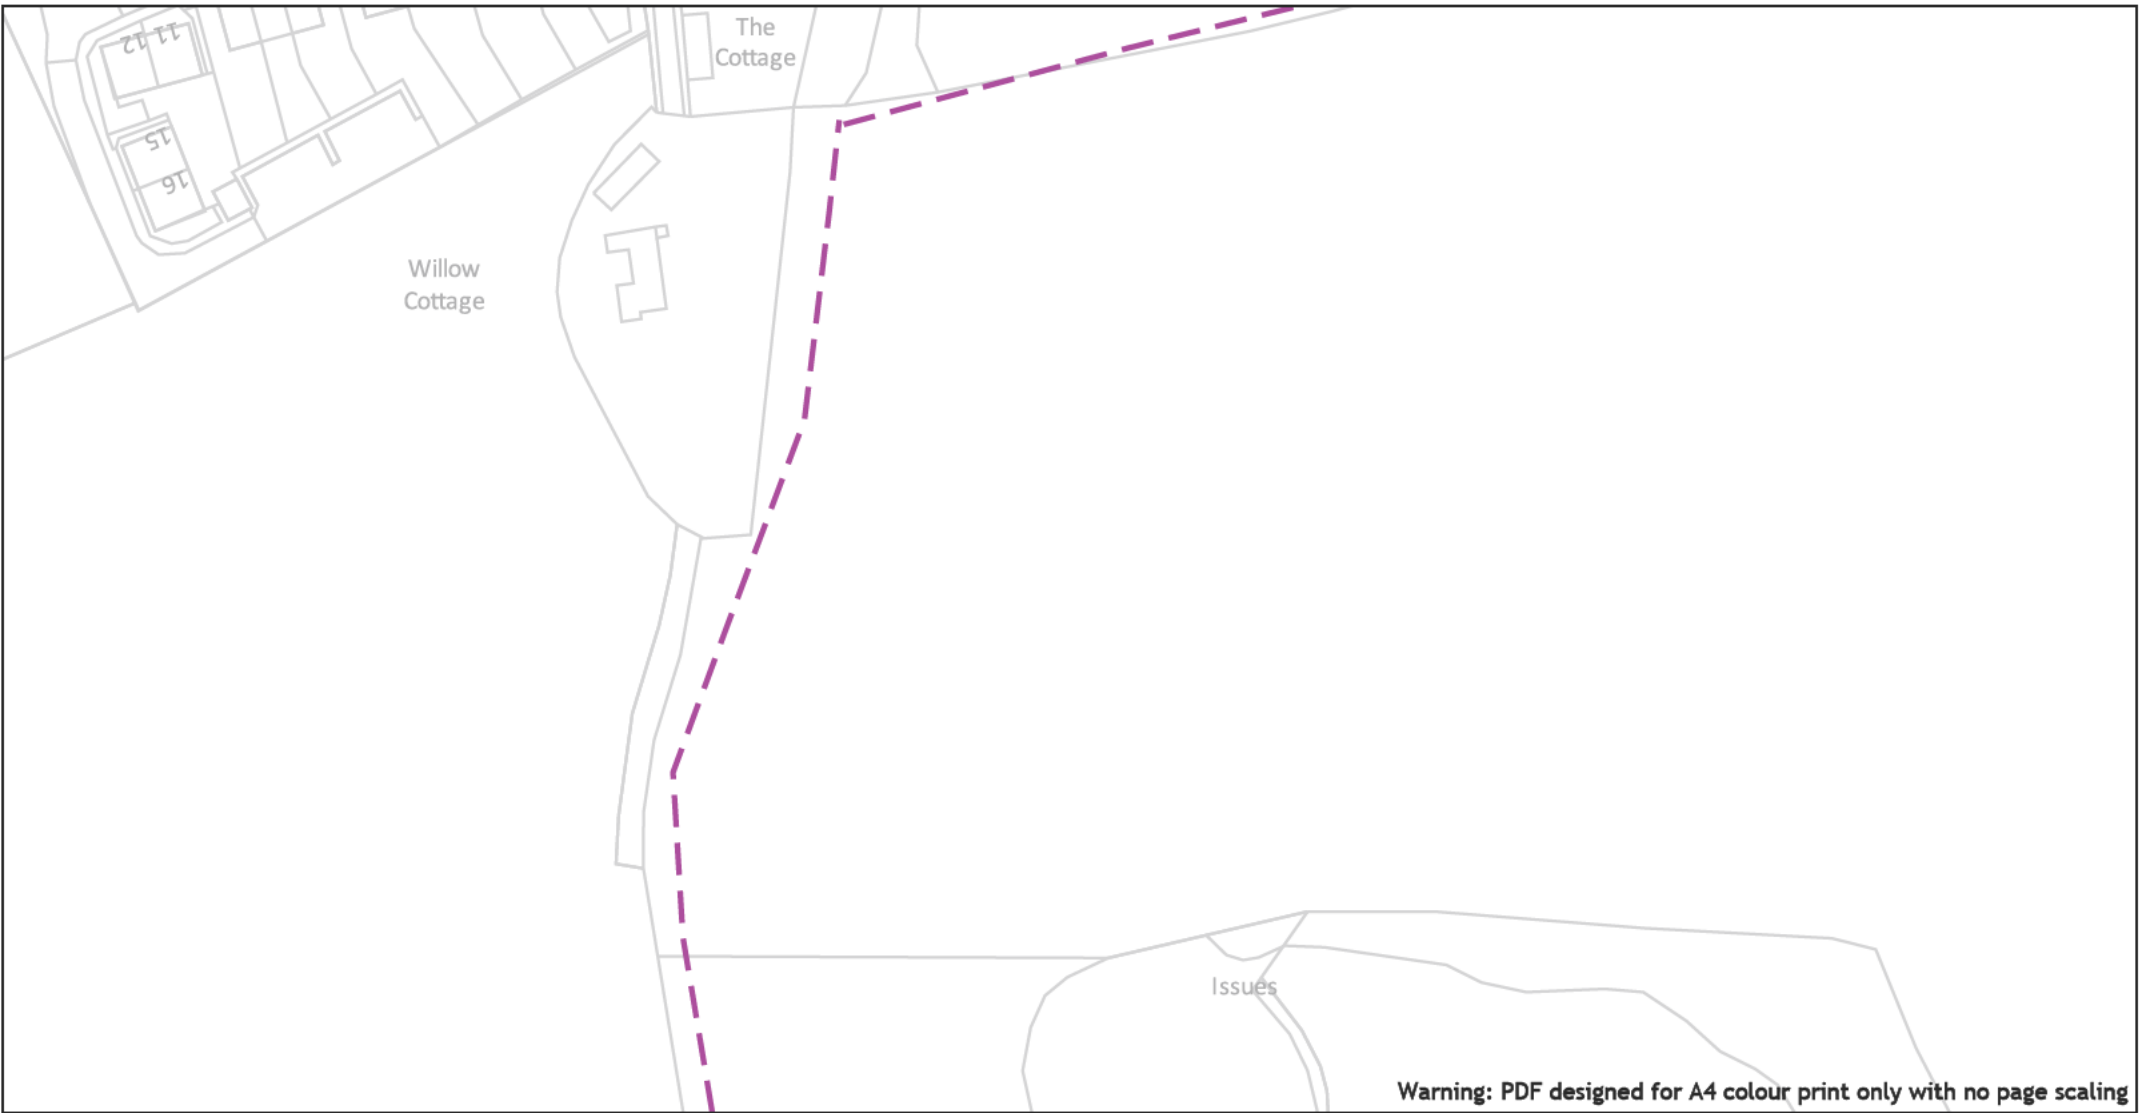 11
12
The
Cottage
15
16
Willow
Cottage
Issues
Warning: PDF designed for A4 colour print only with no page scaling